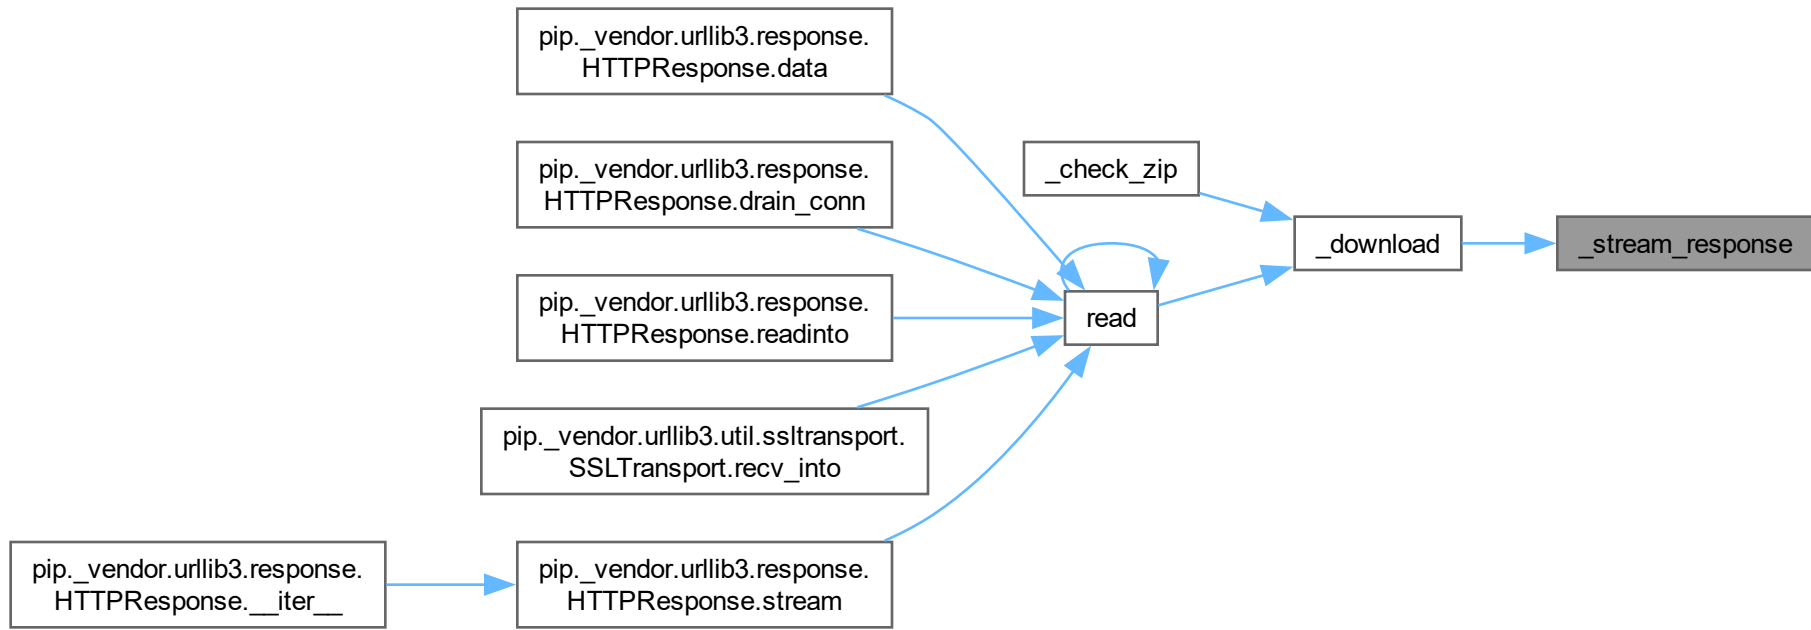 pip._vendor.urllib3.response.
HTTPResponse.data
pip._vendor.urllib3.response.
HTTPResponse.drain_conn
_check_zip
_download
_stream_response
pip._vendor.urllib3.response.
HTTPResponse.readinto
read
pip._vendor.urllib3.util.ssltransport.
SSLTransport.recv_into
pip._vendor.urllib3.response.
HTTPResponse.__iter__
pip._vendor.urllib3.response.
HTTPResponse.stream